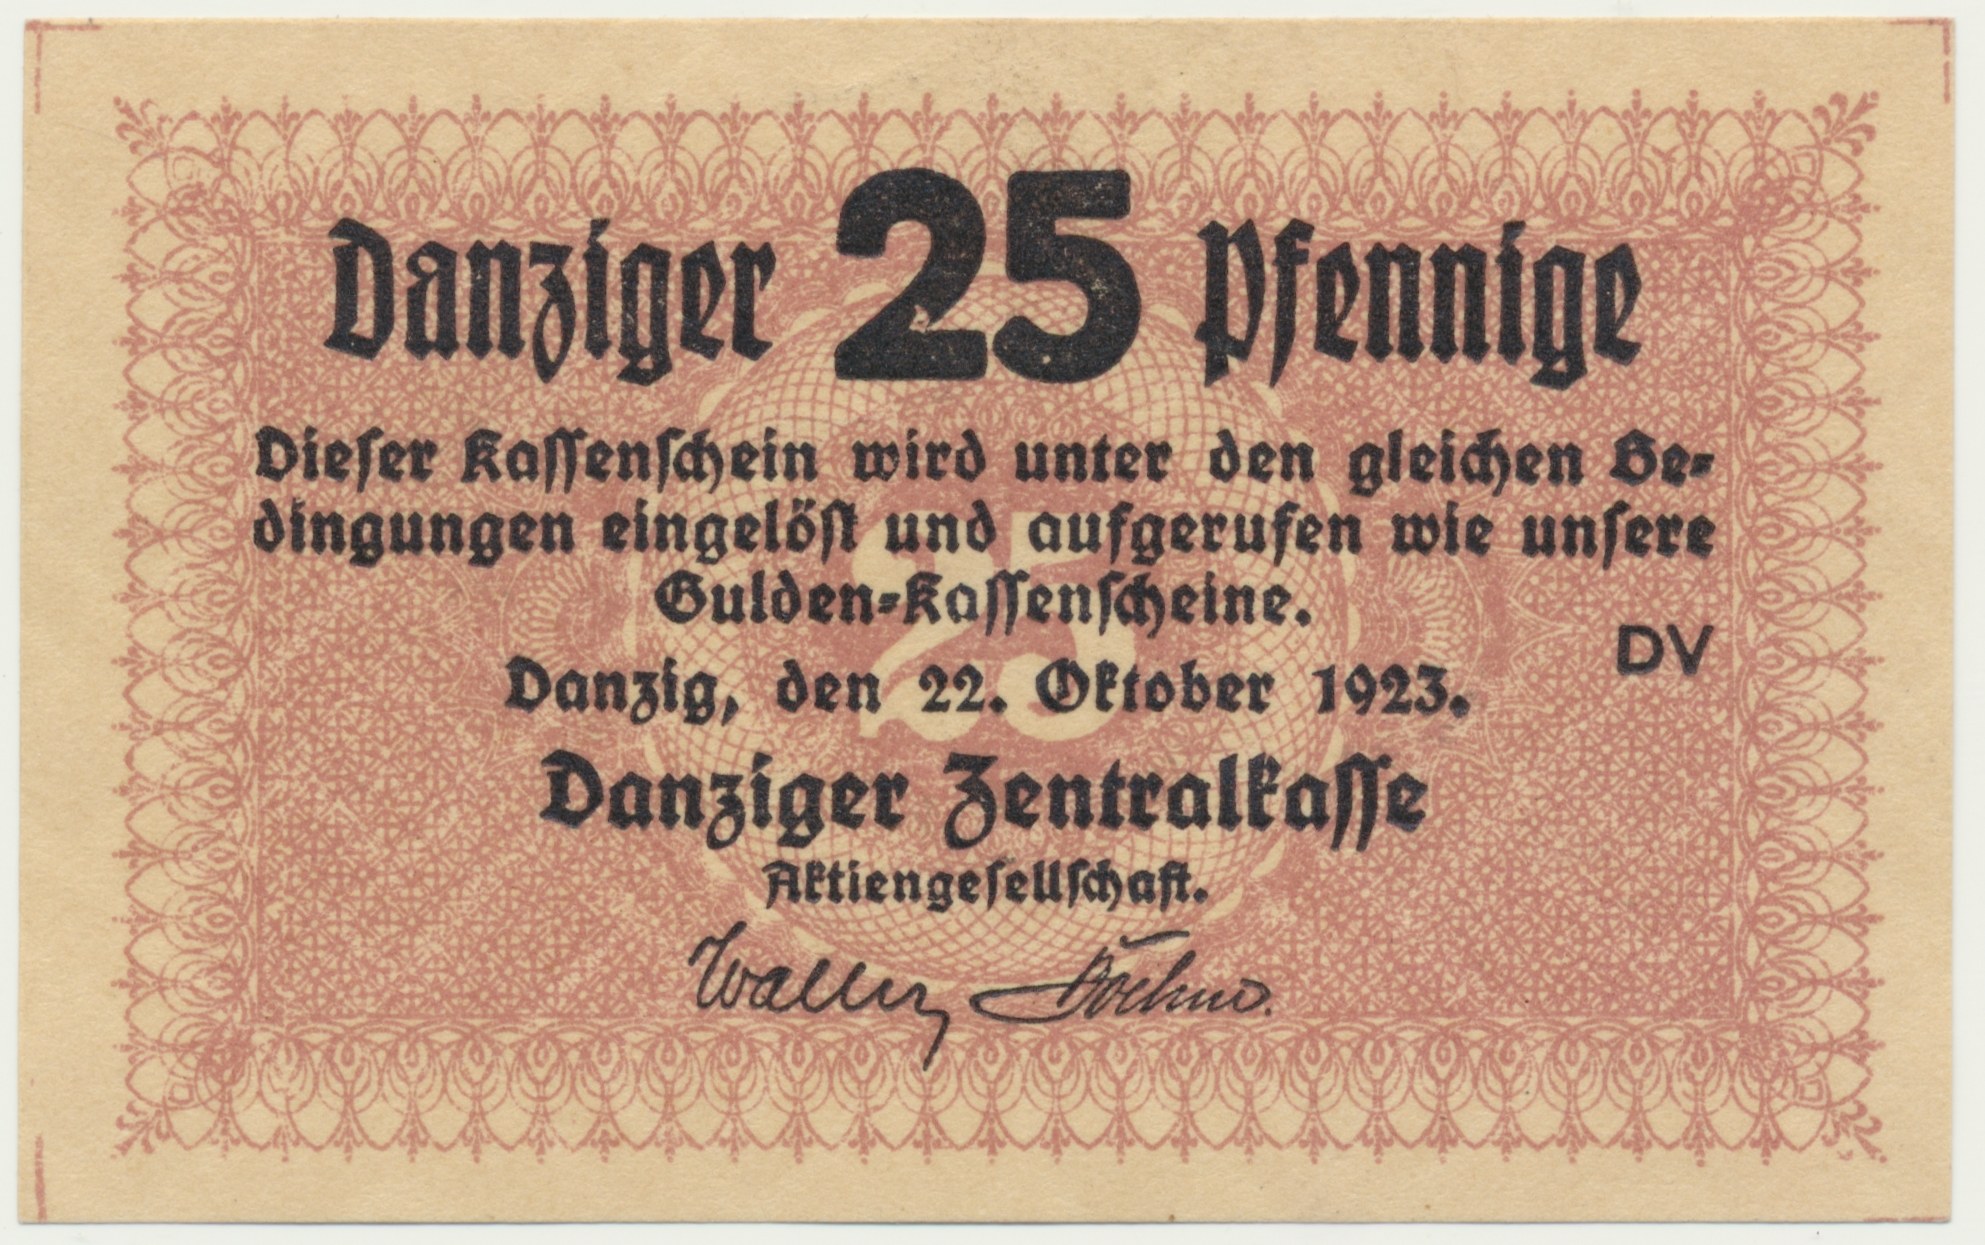 Danziger 25 Pfennige
Dieser Kassenschein wird unter den gleichen Be-
dingungen eingelöst und aufgerufen wie unsere
Gulden-Kassenscheine.
DV
Danzig, den 22. Oktober 1923.
25
Danziger Zentralkasse
Aktiengesellschaft.